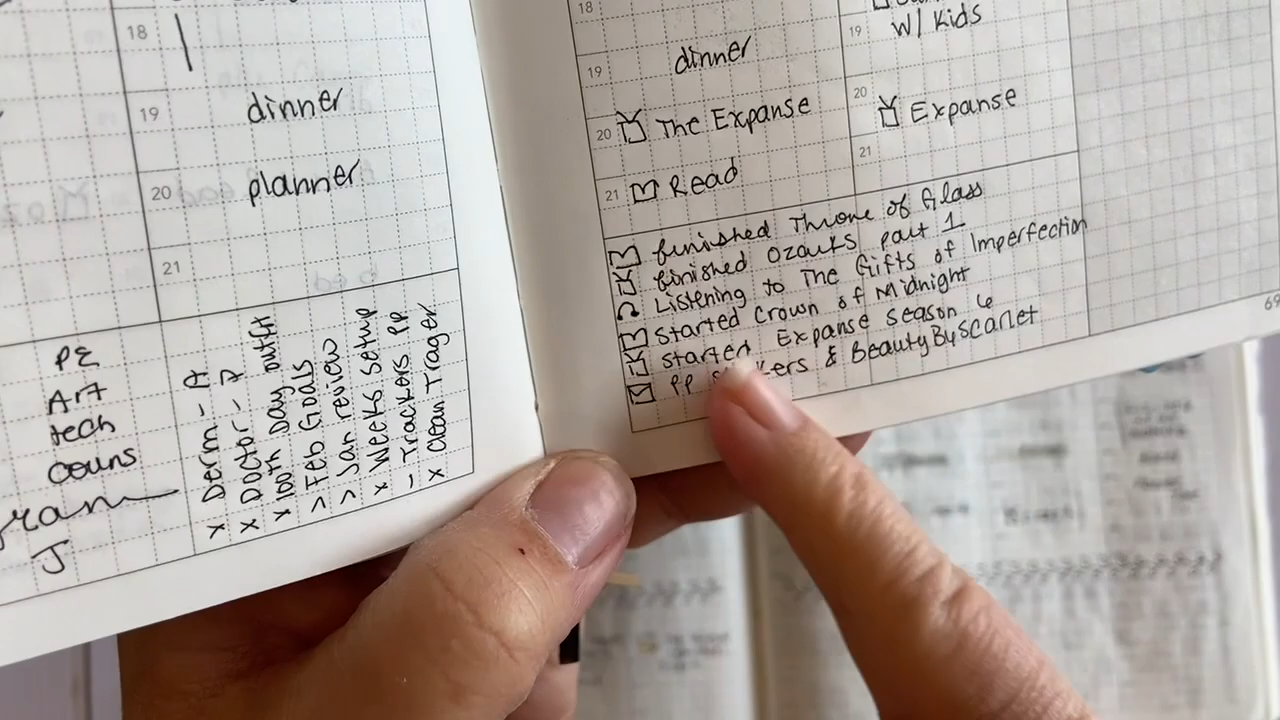 18
19
dinner
20
planner
21
PE
Art
tech
Couns
J
x Derm - A
x Doctor - A
x 100th Day outfit
> Feb Goals
> Jan review
x Weeks setup
- Trackers PP
x Clean Trager
18
19
dinner
20
The Expanse
21
Read
19
W/ Kids
20
Expanse
21
finished Throne of Glass
finished Ozarks part 1
Listening to The Gifts of Imperfection
started Crown of Midnight
started Expanse season 6
PP & BeautyByScarlet
69